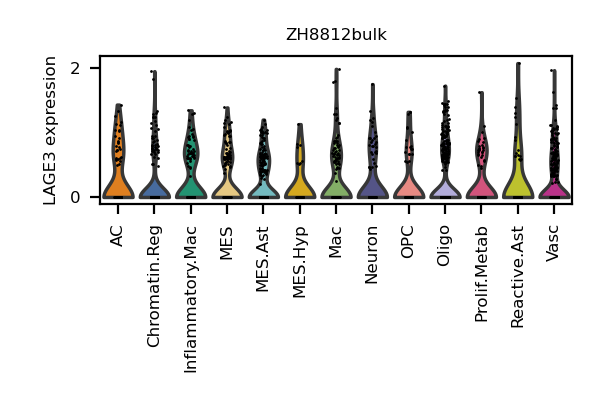 ZH8812bulk
LAGE3 expression
2
0
AC
Chromatin.Reg
Inflammatory.Mac
MES
MES.Ast
MES.Hyp
Mac
Neuron
OPC
Oligo
Prolif.Metab
Reactive.Ast
Vasc